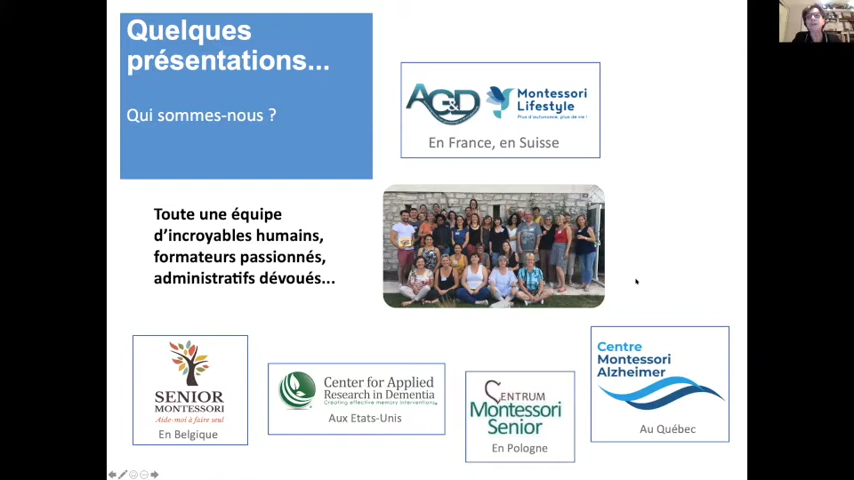 Quelques
présentations...
Qui sommes-nous ?
AG&D
Montessori
Lifestyle
Plus d'autonomie, plus de vie !
En France, en Suisse
Toute une équipe
d'incroyables humains,
formateurs passionnés,
administratifs dévoués...
SENIOR
MONTESSORI
Aide-moi à faire seul
En Belgique
Center for Applied
Research in Dementia
Creating effective memory interventions
Aux Etats-Unis
CENTRUM
Montessori
Senior
En Pologne
Centre
Montessori
Alzheimer
Au Québec